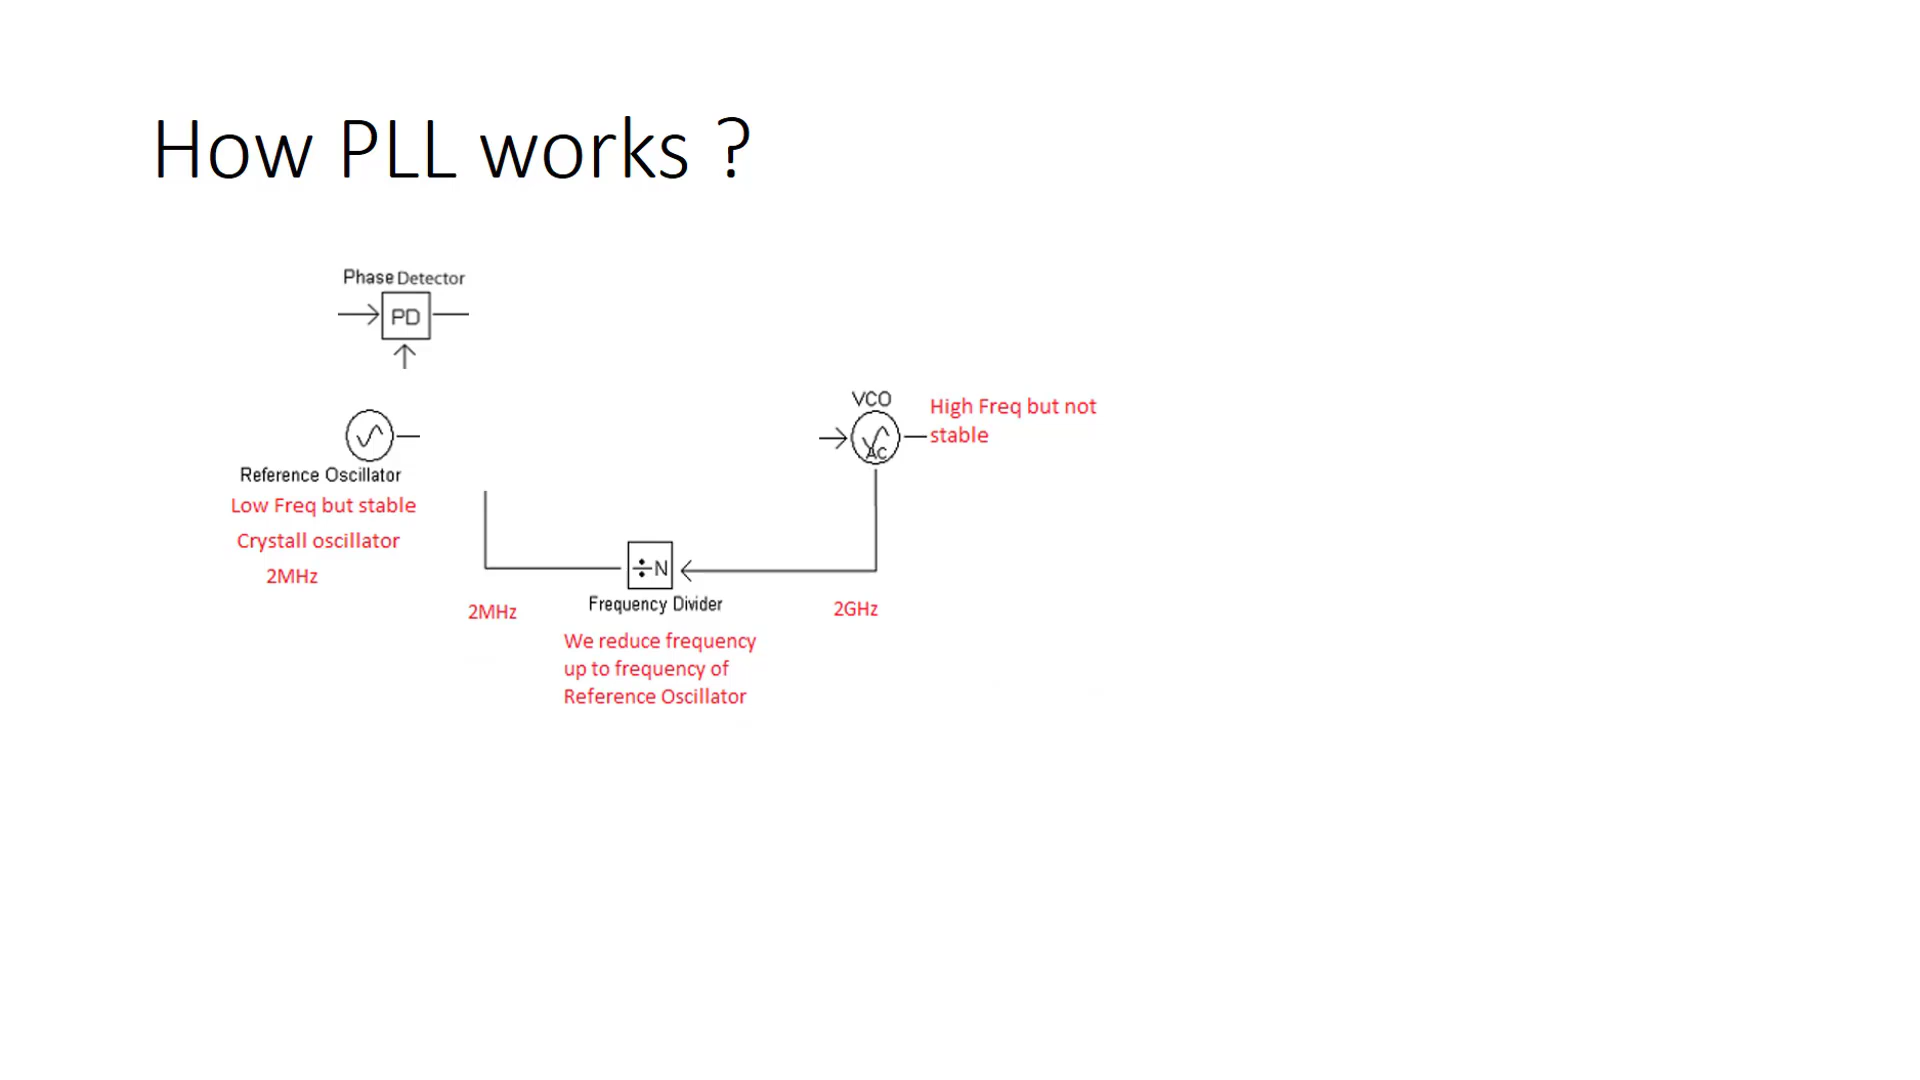 How PLL works ?
Phase Detector
PD
VCO
AC
High Freq but not
stable
Reference Oscillator
Low Freq but stable
Crystall oscillator
2MHz
÷N
Frequency Divider
2MHz
2GHz
We reduce frequency
up to frequency of
Reference Oscillator